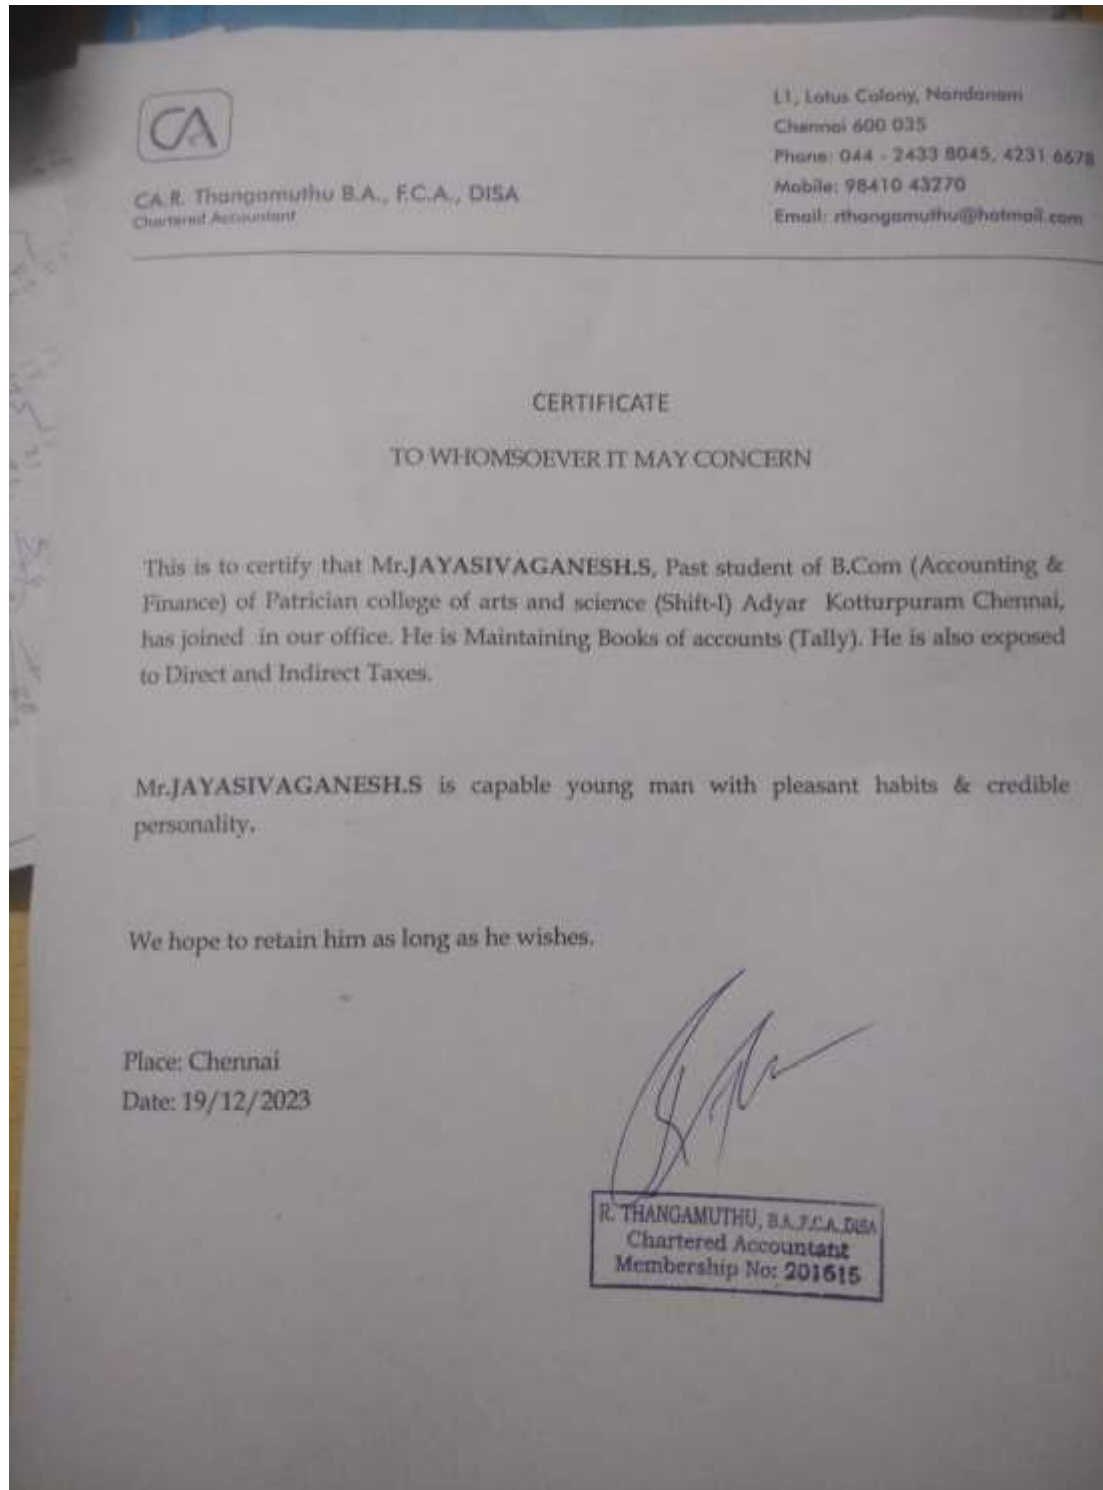 CA
CA.R. Thangamuthu B.A., F.C.A., DISA
Chartered Accountant
L1, Lotus Colony, Nandanam
Chennai 600 035
Phone: 044 - 2433 8045, 4231 6678
Mobile: 98410 43270
Email: rthangamuthu@hotmail.com
CERTIFICATE
TO WHOMSOEVER IT MAY CONCERN
This is to certify that Mr.JAYASIVAGANESH.S, Past student of B.Com (Accounting &
Finance) of Patrician college of arts and science (Shift-I) Adyar Kotturpuram Chennai,
has joined in our office. He is Maintaining Books of accounts (Tally). He is also exposed
to Direct and Indirect Taxes.
Mr.JAYASIVAGANESH.S is capable young man with pleasant habits & credible
personality.
We hope to retain him as long as he wishes.
Place: Chennai
Date: 19/12/2023
R. THANGAMUTHU, B.A.,F.C.A.,DISA
Chartered Accountant
Membership No: 201615